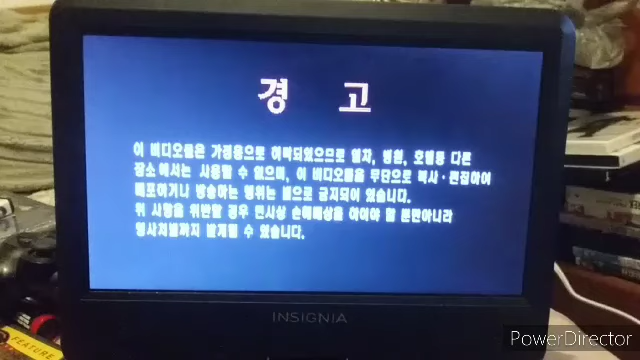 경 고
이 비디오물은 가정용으로 허락되었으므로 열차, 병원, 호텔등 다른
장소에서는 사용할 수 없으며, 이 비디오물을 무단으로 복사·편집하여
배포하거나 방송하는 행위는 법으로 금지되어 있습니다.
위 사항을 위반할 경우 민사상 손해배상을 하여야 할 뿐만아니라
형사처벌까지 받게될 수 있습니다.
INSIGNIA
FEATURE
PowerDirector